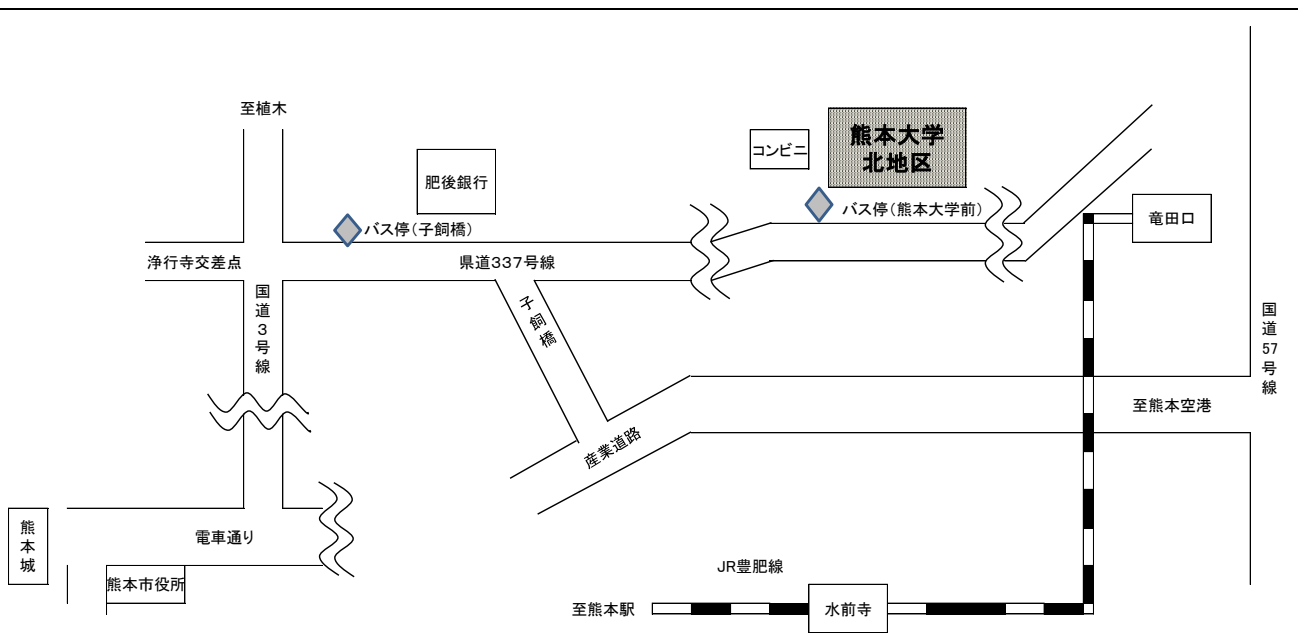 至植木
コンビニ
熊本大学
北地区
肥後銀行
バス停（子飼橋）
バス停（熊本大学前）
竜田口
浄行寺交差点
県道337号線
国道３号線
子飼橋
国道57号線
至熊本空港
産業道路
熊本城
電車通り
熊本市役所
JR豊肥線
至熊本駅
水前寺